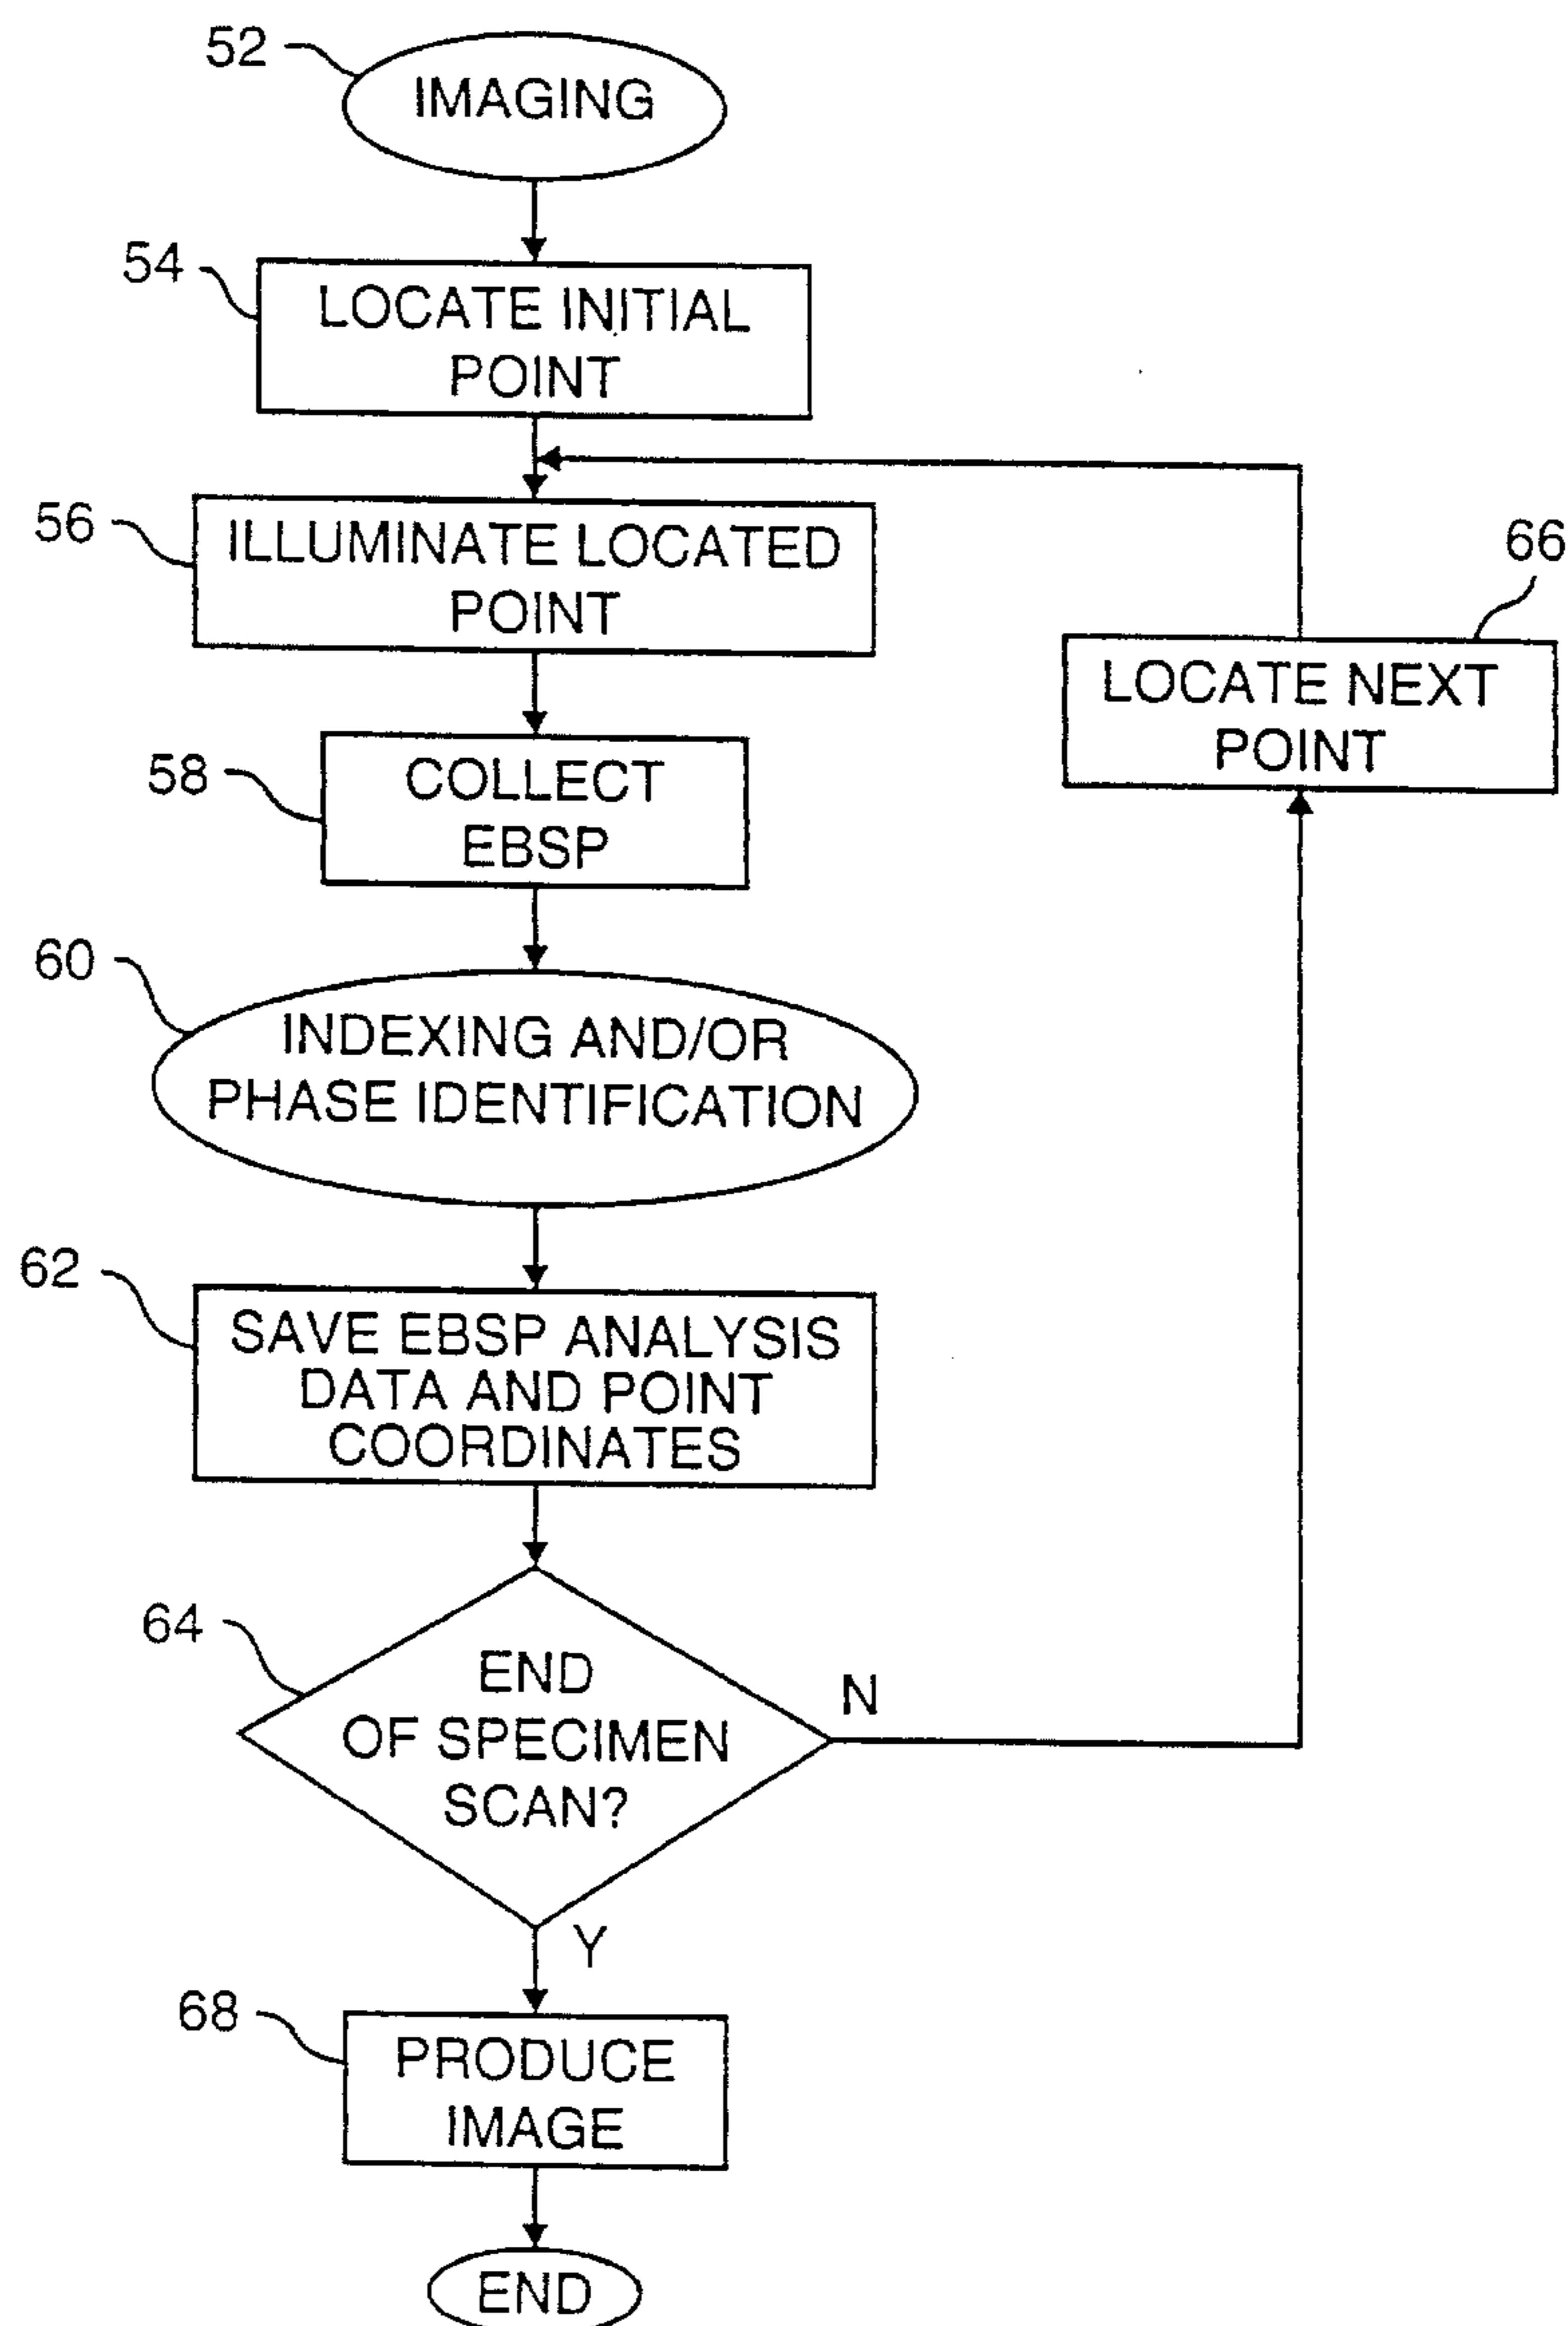 52
IMAGING
54
LOCATE INITIAL
POINT
56
ILLUMINATE LOCATED
POINT
66
LOCATE NEXT
POINT
58
COLLECT
EBSP
60
INDEXING AND/OR
PHASE IDENTIFICATION
62
SAVE EBSP ANALYSIS
DATA AND POINT
COORDINATES
64
END
OF SPECIMEN
SCAN?
N
Y
68
PRODUCE
IMAGE
END